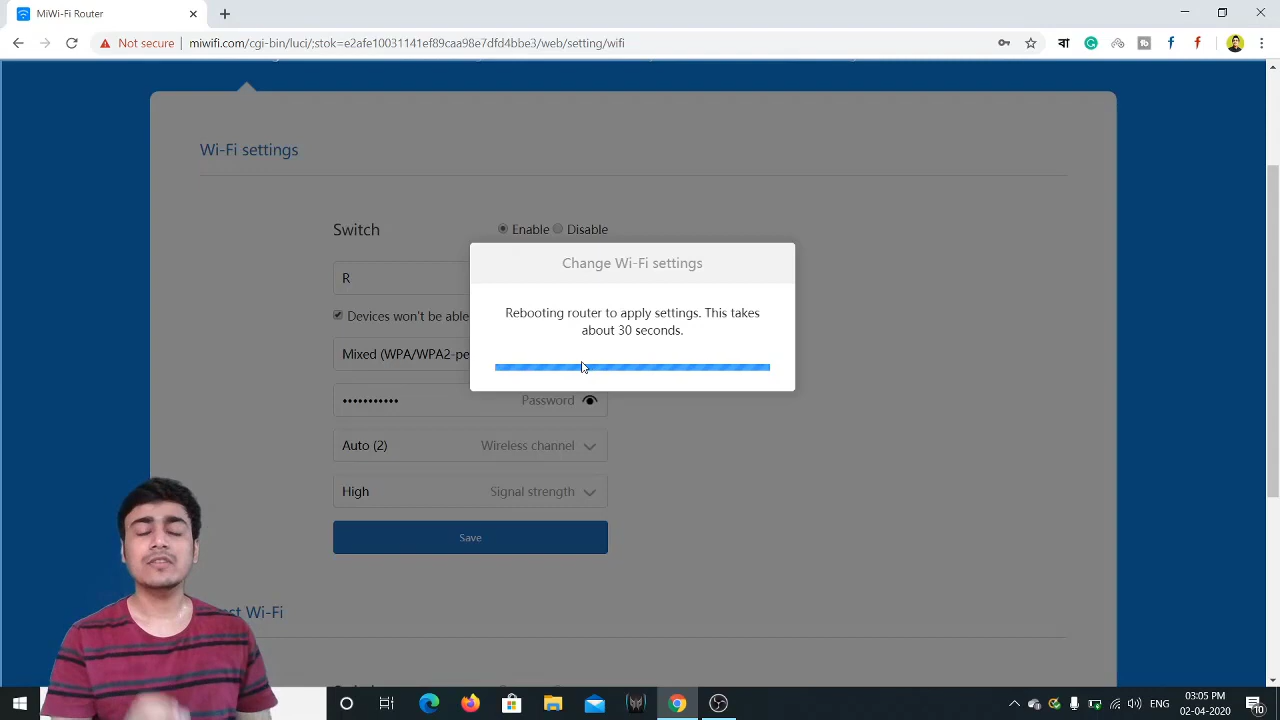 MiWi-Fi Router
Not secure
miwifi.com/cgi-bin/luci/;stok=e2fe10031141ef89caa98e7dfd4bbe3/web/setting/wifi
Wi-Fi settings
Switch
Enable
Disable
R
Change Wi-Fi settings
Rebooting router to apply settings. This takes
about 30 seconds.
Devices won't be able
Mixed (WPA/WPA2-pe
•••••••••••
Password
Auto (2)
Wireless channel
High
Signal strength
Save
st Wi-Fi
ENG
03:05 PM
02-04-2020